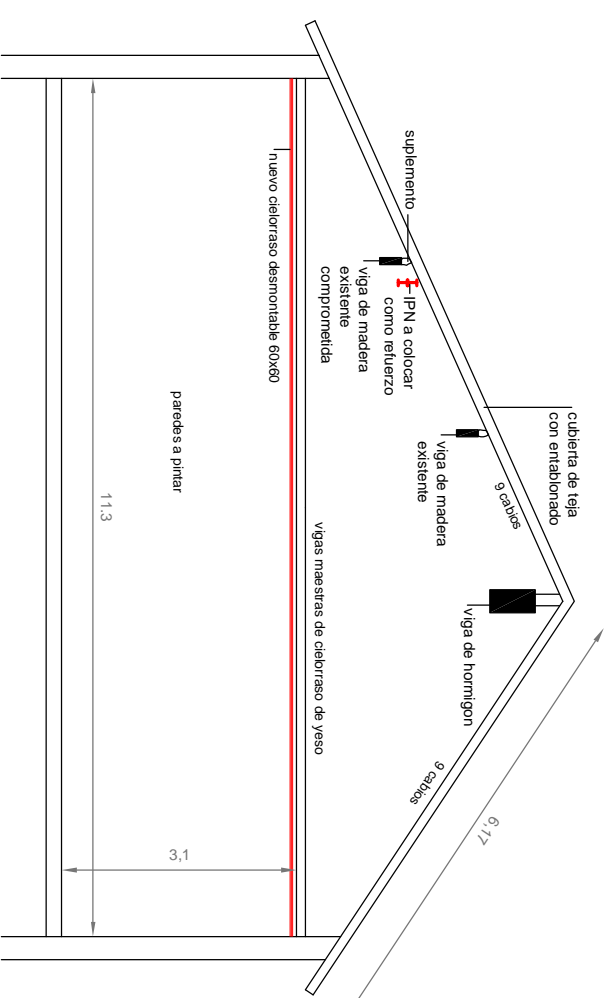 cubierta de teja
con entablonado
suplemento
IPN a colocar
como refuerzo
viga de madera
existente
comprometida
viga de madera
existente
9 cabios
viga de hormigon
9 cabios
6,17
nuevo cielorraso desmontable 60x60
vigas maestras de cielorraso de yeso
paredes a pintar
3,1
11.3